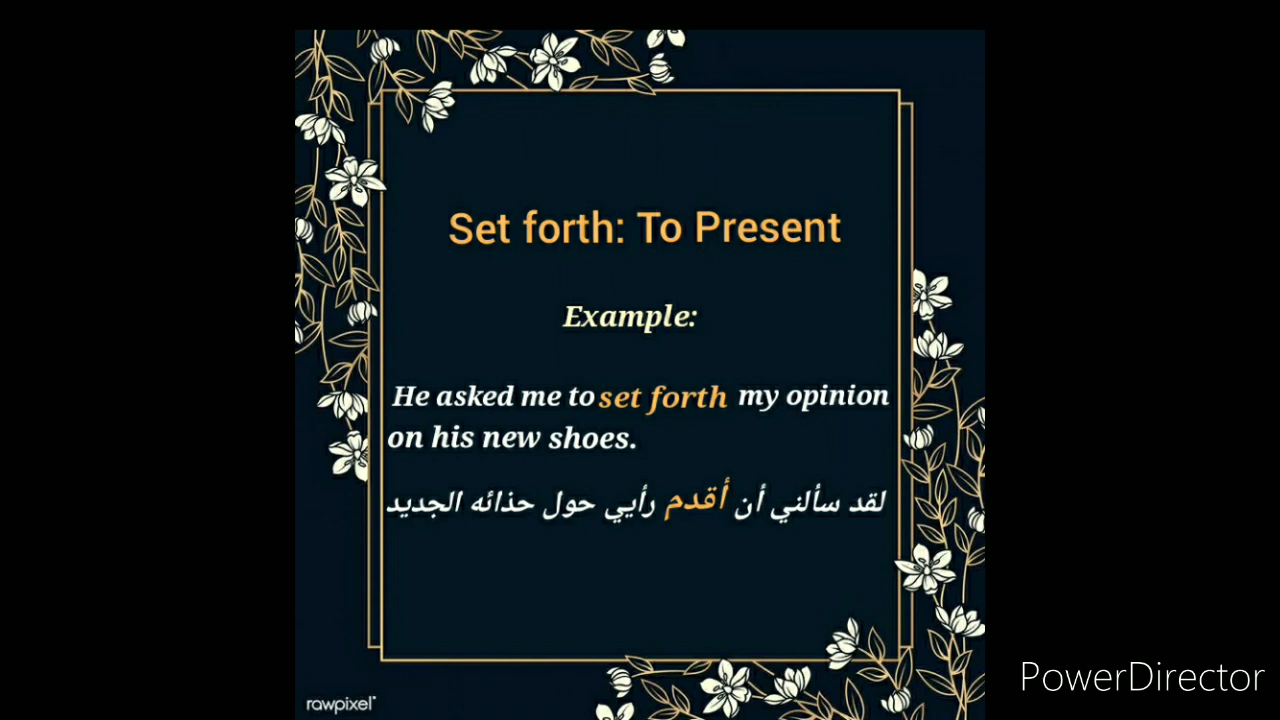 Set forth: To Present
Example:
He asked me to set forth my opinion
on his new shoes.
لقد سألني أن أقدم رأيي حول حذائه الجديد
rawpixel
PowerDirector